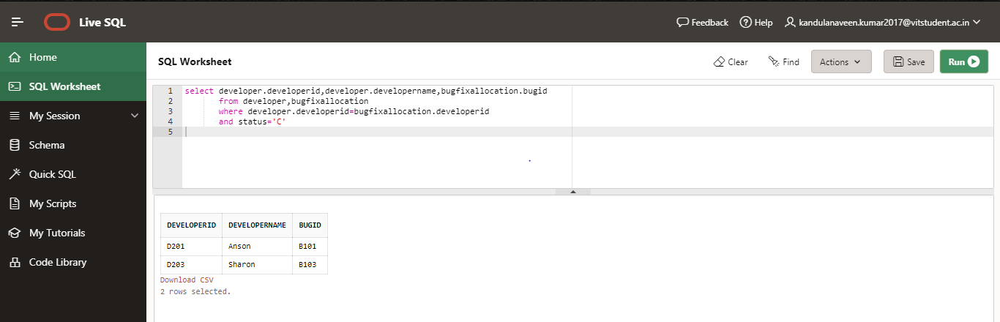 Live SQL
Feedback Help kandulanaveen.kumar2017@vitstudent.ac.in
Home
SQL Worksheet
My Session
Schema
Quick SQL
My Scripts
My Tutorials
Code Library
SQL Worksheet
Clear Find Actions Save Run
1 select developer.developerid,developer.developername,bugfixallocation.bugid
2 from developer,bugfixallocation
3 where developer.developerid=bugfixallocation.developerid
4 and status='C'
5
DEVELOPERID DEVELOPERNAME BUGID
D201 Anson B101
D203 Sharon B103
Download CSV
2 rows selected.